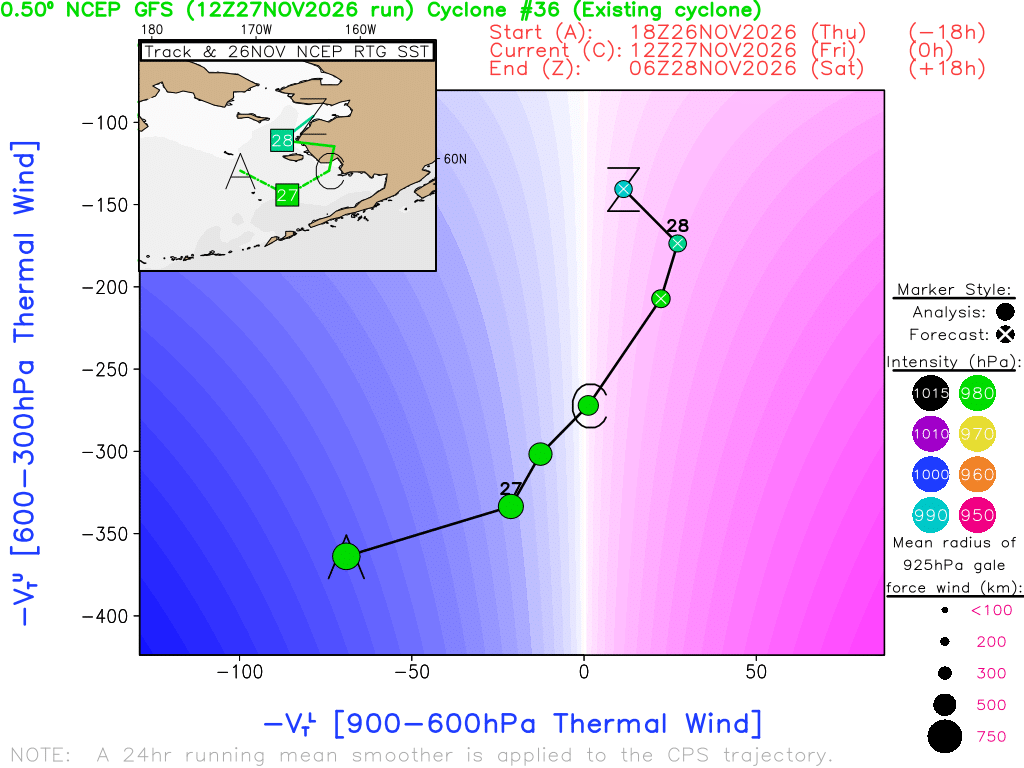 0.50° NCEP GFS (12Z27NOV2026 run) Cyclone #36 (Existing cyclone)
Start (A): 18Z26NOV2026 (Thu) (−18h)
Current (C): 12Z27NOV2026 (Fri) (0h)
End (Z): 06Z28NOV2026 (Sat) (+18h)
180 170W 160W
Track & 26NOV NCEP RTG SST
60N
Z
28
A
C
27
−VTU [600−300hPa Thermal Wind]
−100
−150
−200
−250
−300
−350
−400
Z
28
C
27
A
−100 −50 0 50
−VTL [900−600hPa Thermal Wind]
Marker Style:
Analysis:
Forecast:
Intensity (hPa):
1015 980
1010 970
1000 960
990 950
Mean radius of
925hPa gale
force wind (km):
<100
200
300
500
750
NOTE: A 24hr running mean smoother is applied to the CPS trajectory.